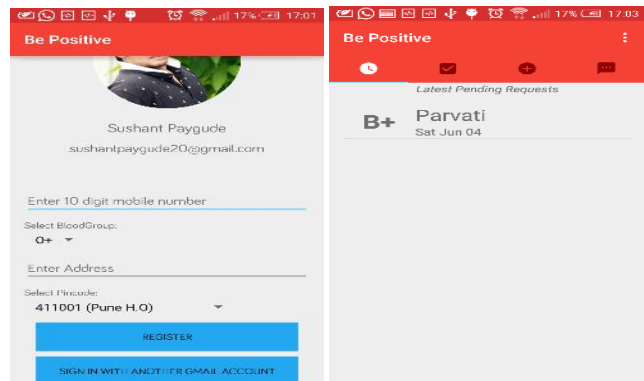 17% 17:01
Be Positive
Sushant Paygude
sushantpaygude20@gmail.com
Enter 10 digit mobile number
Select BloodGroup:
O+
Enter Address
Select Pincode:
411001 (Pune H.O)
REGISTER
SIGN IN WITH ANOTHER GMAIL ACCOUNT
17% 17:03
Be Positive
Latest Pending Requests
B+
Parvati
Sat Jun 04